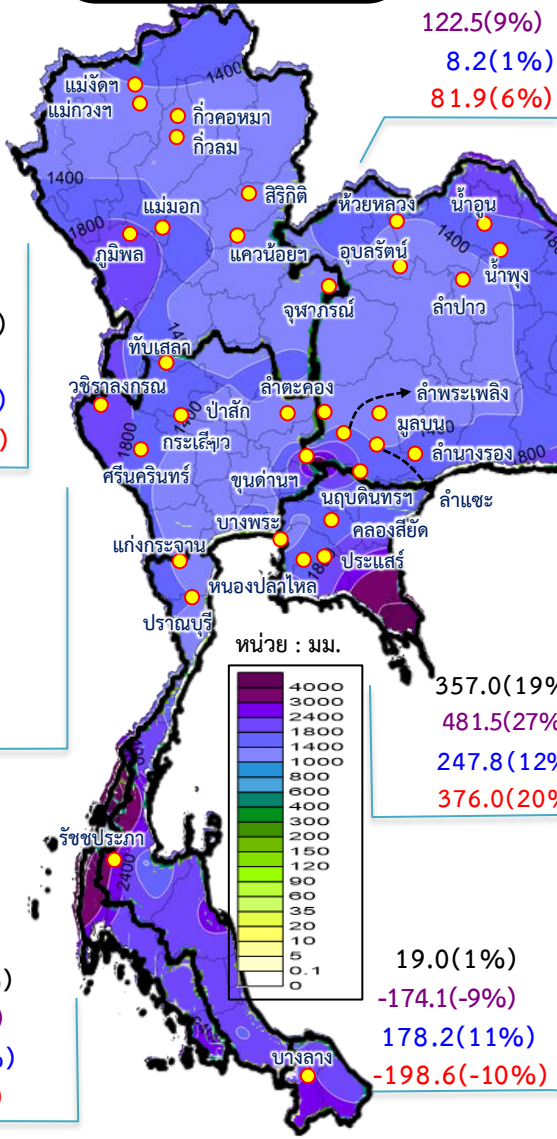 122.5(9%)
8.2(1%)
81.9(6%)
1400
แม่งัดฯ
แม่กวงฯ
กิ่วคอหมา
กิ่วลม
1400
สิริกิติ์
แม่มอก
1800
ภูมิพล
แควน้อยฯ
ห้วยหลวง
น้ำอูน
1400
อุบลรัตน์
น้ำพุง
จุฬาภรณ์
ลำปาว
ทับเสลา
วชิราลงกรณ
ลำตะคอง
ลำพระเพลิง
ป่าสัก
1400
มูลบน
1800
กระเสียว
ลำนางรอง
800
ศรีนครินทร์
ขุนด่านฯ
นฤบดินทรฯ
ลำแซะ
บางพระ
คลองสียัด
แก่งกระจาน
ประแสร์
หนองปลาไหล
ปราณบุรี
หน่วย : มม.
4000
3000
2400
1800
1400
1000
800
600
400
300
200
150
120
90
60
35
20
10
5
0.1
0
357.0(19%
481.5(27%
247.8(12%
376.0(20%
รัชชประภา
2400
19.0(1%)
-174.1(-9%)
178.2(11%)
-198.6(-10%)
บางลาง